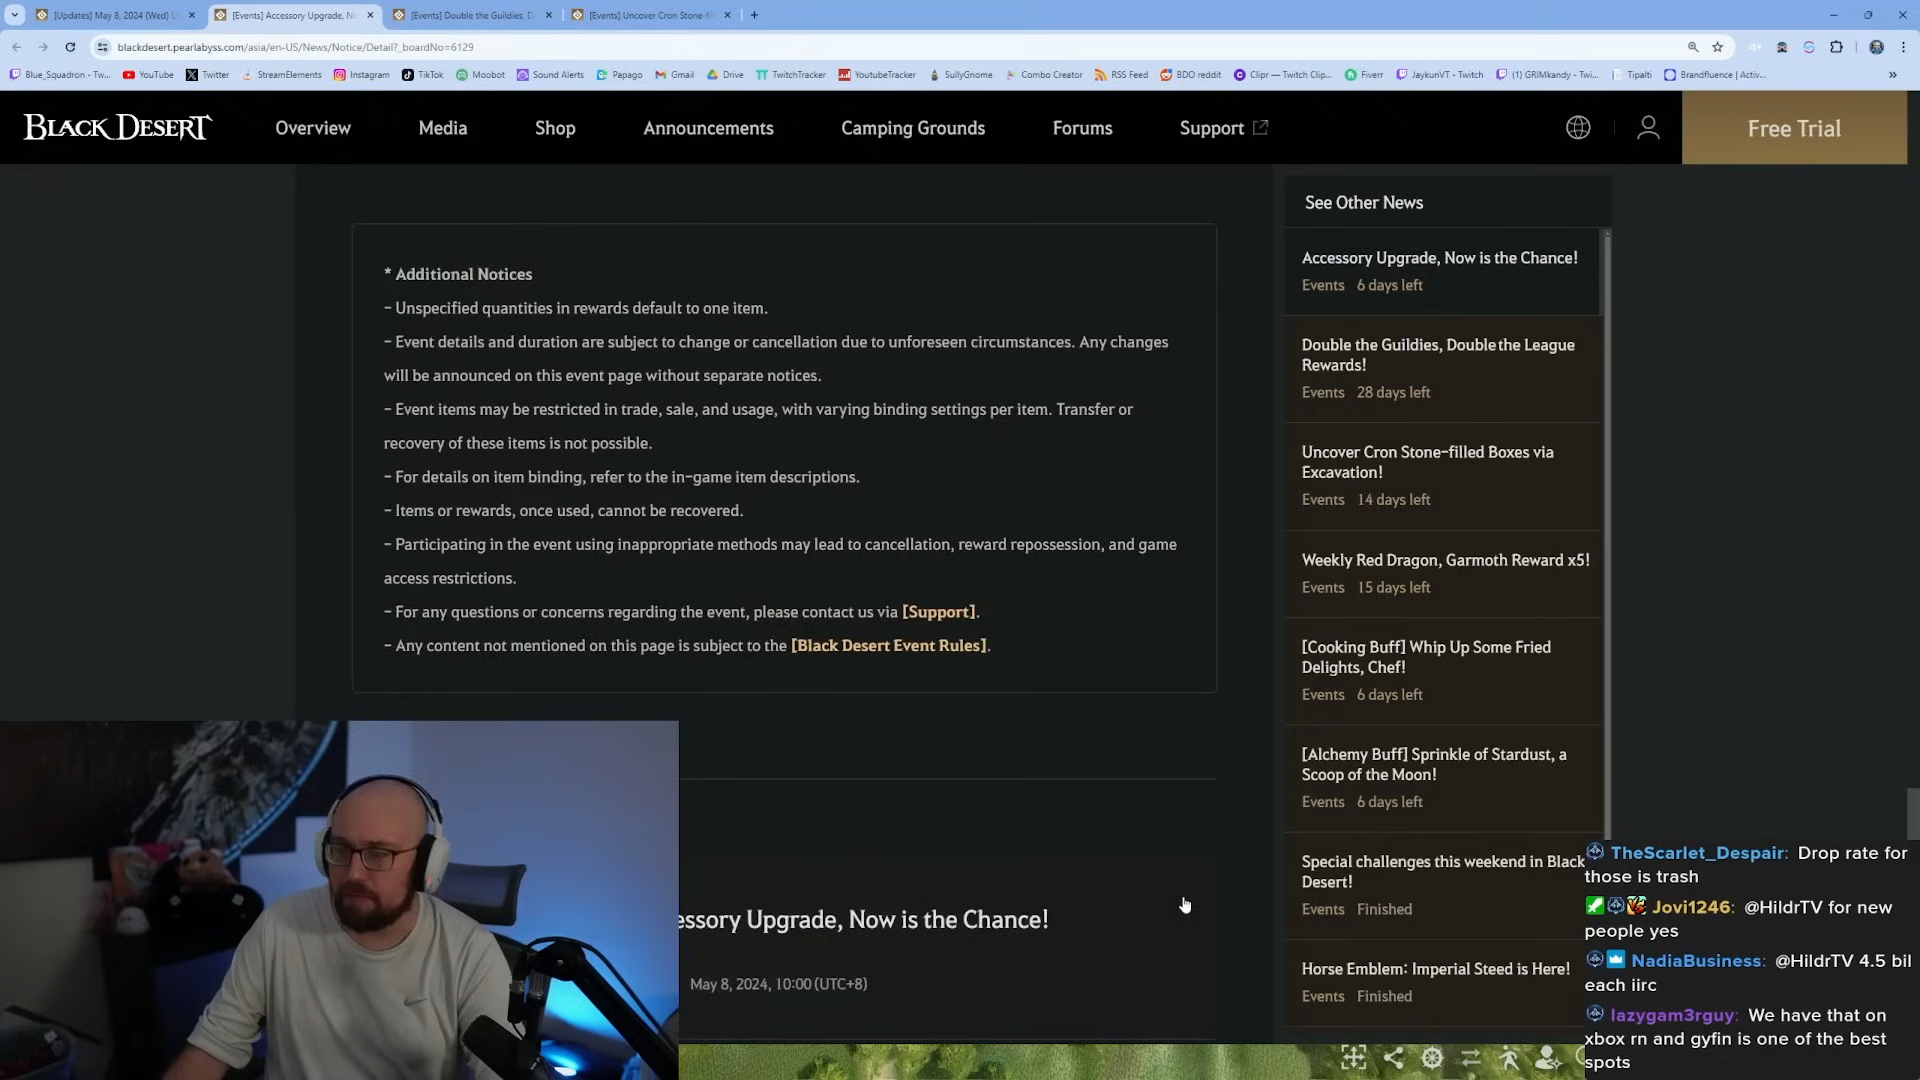 [Updates] May 8, 2024 (Wed) U
[Events] Accessory Upgrade, No
[Events] Double the Guildies, D
[Events] Uncover Cron Stone-fil
blackdesert.pearlabyss.com/asia/en-US/News/Notice/Detail?_boardNo=6129
Blue_Squadron - Tw...
YouTube
Twitter
StreamElements
Instagram
TikTok
Moobot
Sound Alerts
Papago
Gmail
Drive
TwitchTracker
YoutubeTracker
SullyGnome
Combo Creator
RSS Feed
BDO reddit
Clipr — Twitch Clip...
Fiverr
JaykunVT - Twitch
(1) GRIMkandy - Twi...
Tipalti
Brandfluence | Activ...
BLACK DESERT
Overview
Media
Shop
Announcements
Camping Grounds
Forums
Support
Free Trial
* Additional Notices
- Unspecified quantities in rewards default to one item.
- Event details and duration are subject to change or cancellation due to unforeseen circumstances. Any changes
will be announced on this event page without separate notices.
- Event items may be restricted in trade, sale, and usage, with varying binding settings per item. Transfer or
recovery of these items is not possible.
- For details on item binding, refer to the in-game item descriptions.
- Items or rewards, once used, cannot be recovered.
- Participating in the event using inappropriate methods may lead to cancellation, reward repossession, and game
access restrictions.
- For any questions or concerns regarding the event, please contact us via [Support].
- Any content not mentioned on this page is subject to the [Black Desert Event Rules].
essory Upgrade, Now is the Chance!
May 8, 2024, 10:00 (UTC+8)
See Other News
Accessory Upgrade, Now is the Chance!
Events 6 days left
Double the Guildies, Double the League
Rewards!
Events 28 days left
Uncover Cron Stone-filled Boxes via
Excavation!
Events 14 days left
Weekly Red Dragon, Garmoth Reward x5!
Events 15 days left
[Cooking Buff] Whip Up Some Fried
Delights, Chef!
Events 6 days left
[Alchemy Buff] Sprinkle of Stardust, a
Scoop of the Moon!
Events 6 days left
Special challenges this weekend in Black
Desert!
Events Finished
Horse Emblem: Imperial Steed is Here!
Events Finished
TheScarlet_Despair: Drop rate for
those is trash
Jovi1246: @HildrTV for new
people yes
NadiaBusiness: @HildrTV 4.5 bil
each iirc
lazygam3rguy: We have that on
xbox rn and gyfin is one of the best
spots